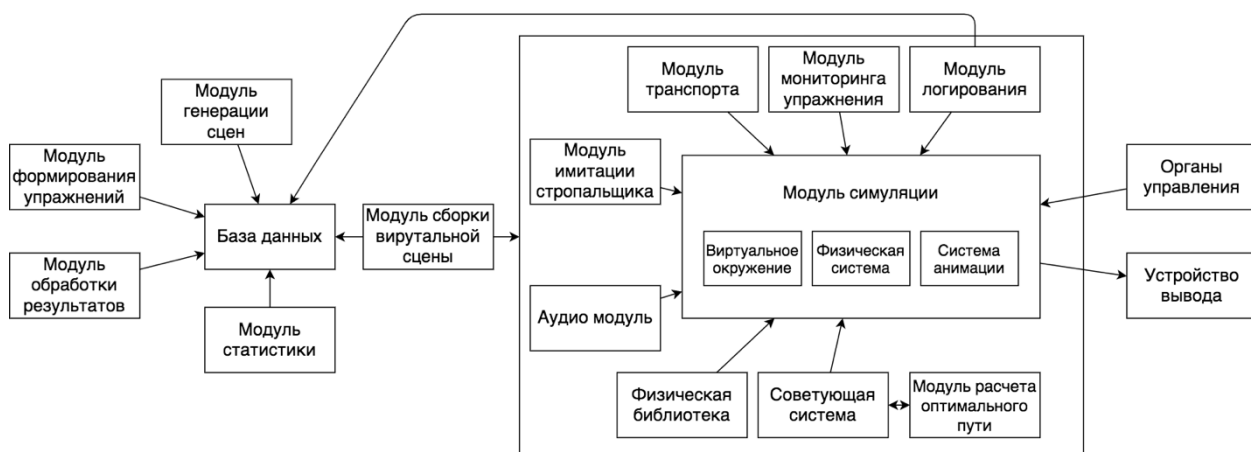 Модуль
генерации
сцен
Модуль
формирования
упражнений
Модуль
обработки
результатов
База данных
Модуль
статистики
Модуль сборки
вирутальной
сцены
Модуль
транспорта
Модуль
мониторинга
упражнения
Модуль
логирования
Модуль
имитации
стропальщика
Модуль симуляции
Виртуальное
окружение
Физическая
система
Система
анимации
Аудио модуль
Физическая
библиотека
Советующая
система
Модуль расчета
оптимального
пути
Органы
управления
Устройство
вывода